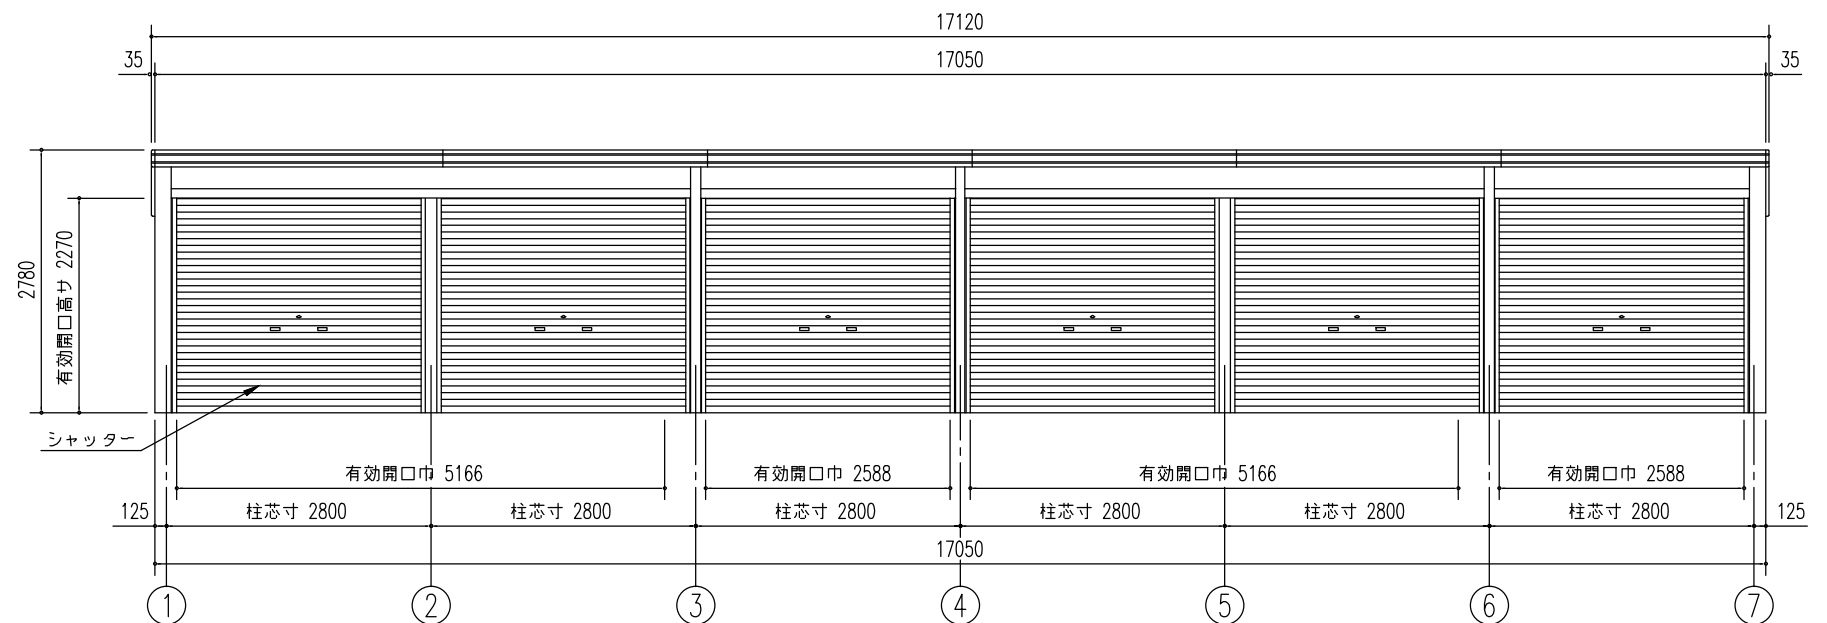 17120
35 17050 35
2780
有効開口高サ 2270
シャッター
有効開口巾 5166 有効開口巾 2588 有効開口巾 5166 有効開口巾 2588
125 柱芯寸 2800 柱芯寸 2800 柱芯寸 2800 柱芯寸 2800 柱芯寸 2800 柱芯寸 2800 125
17050
1 2 3 4 5 6 7